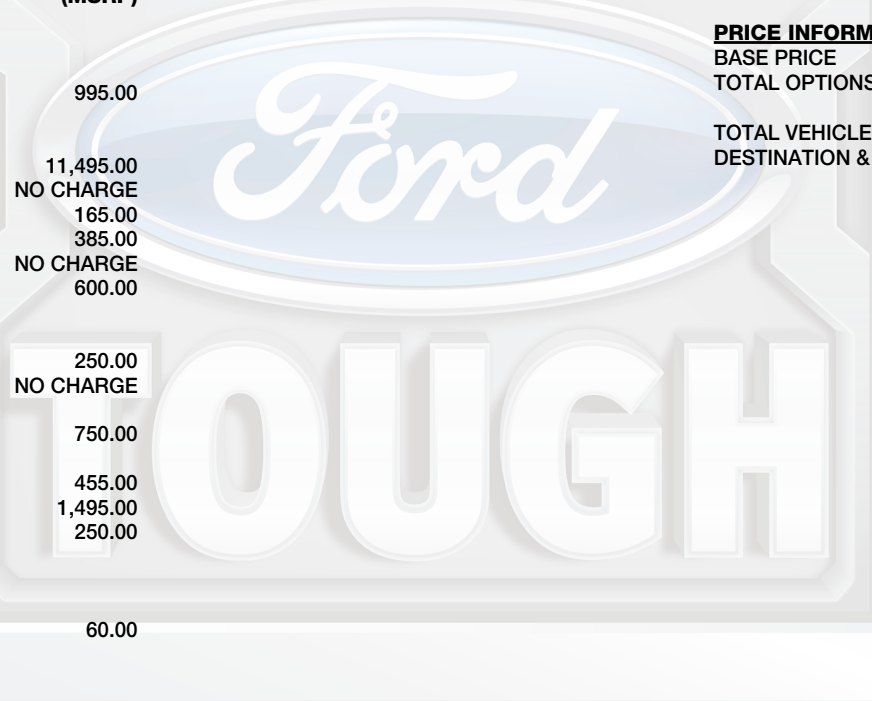 (MSRP)
995.00
11,495.00
NO CHARGE
165.00
385.00
NO CHARGE
600.00
250.00
NO CHARGE
750.00
455.00
1,495.00
250.00
60.00
PRICE INFORM
BASE PRICE
TOTAL OPTIONS
TOTAL VEHICLE
DESTINATION &
Ford
TOUGH